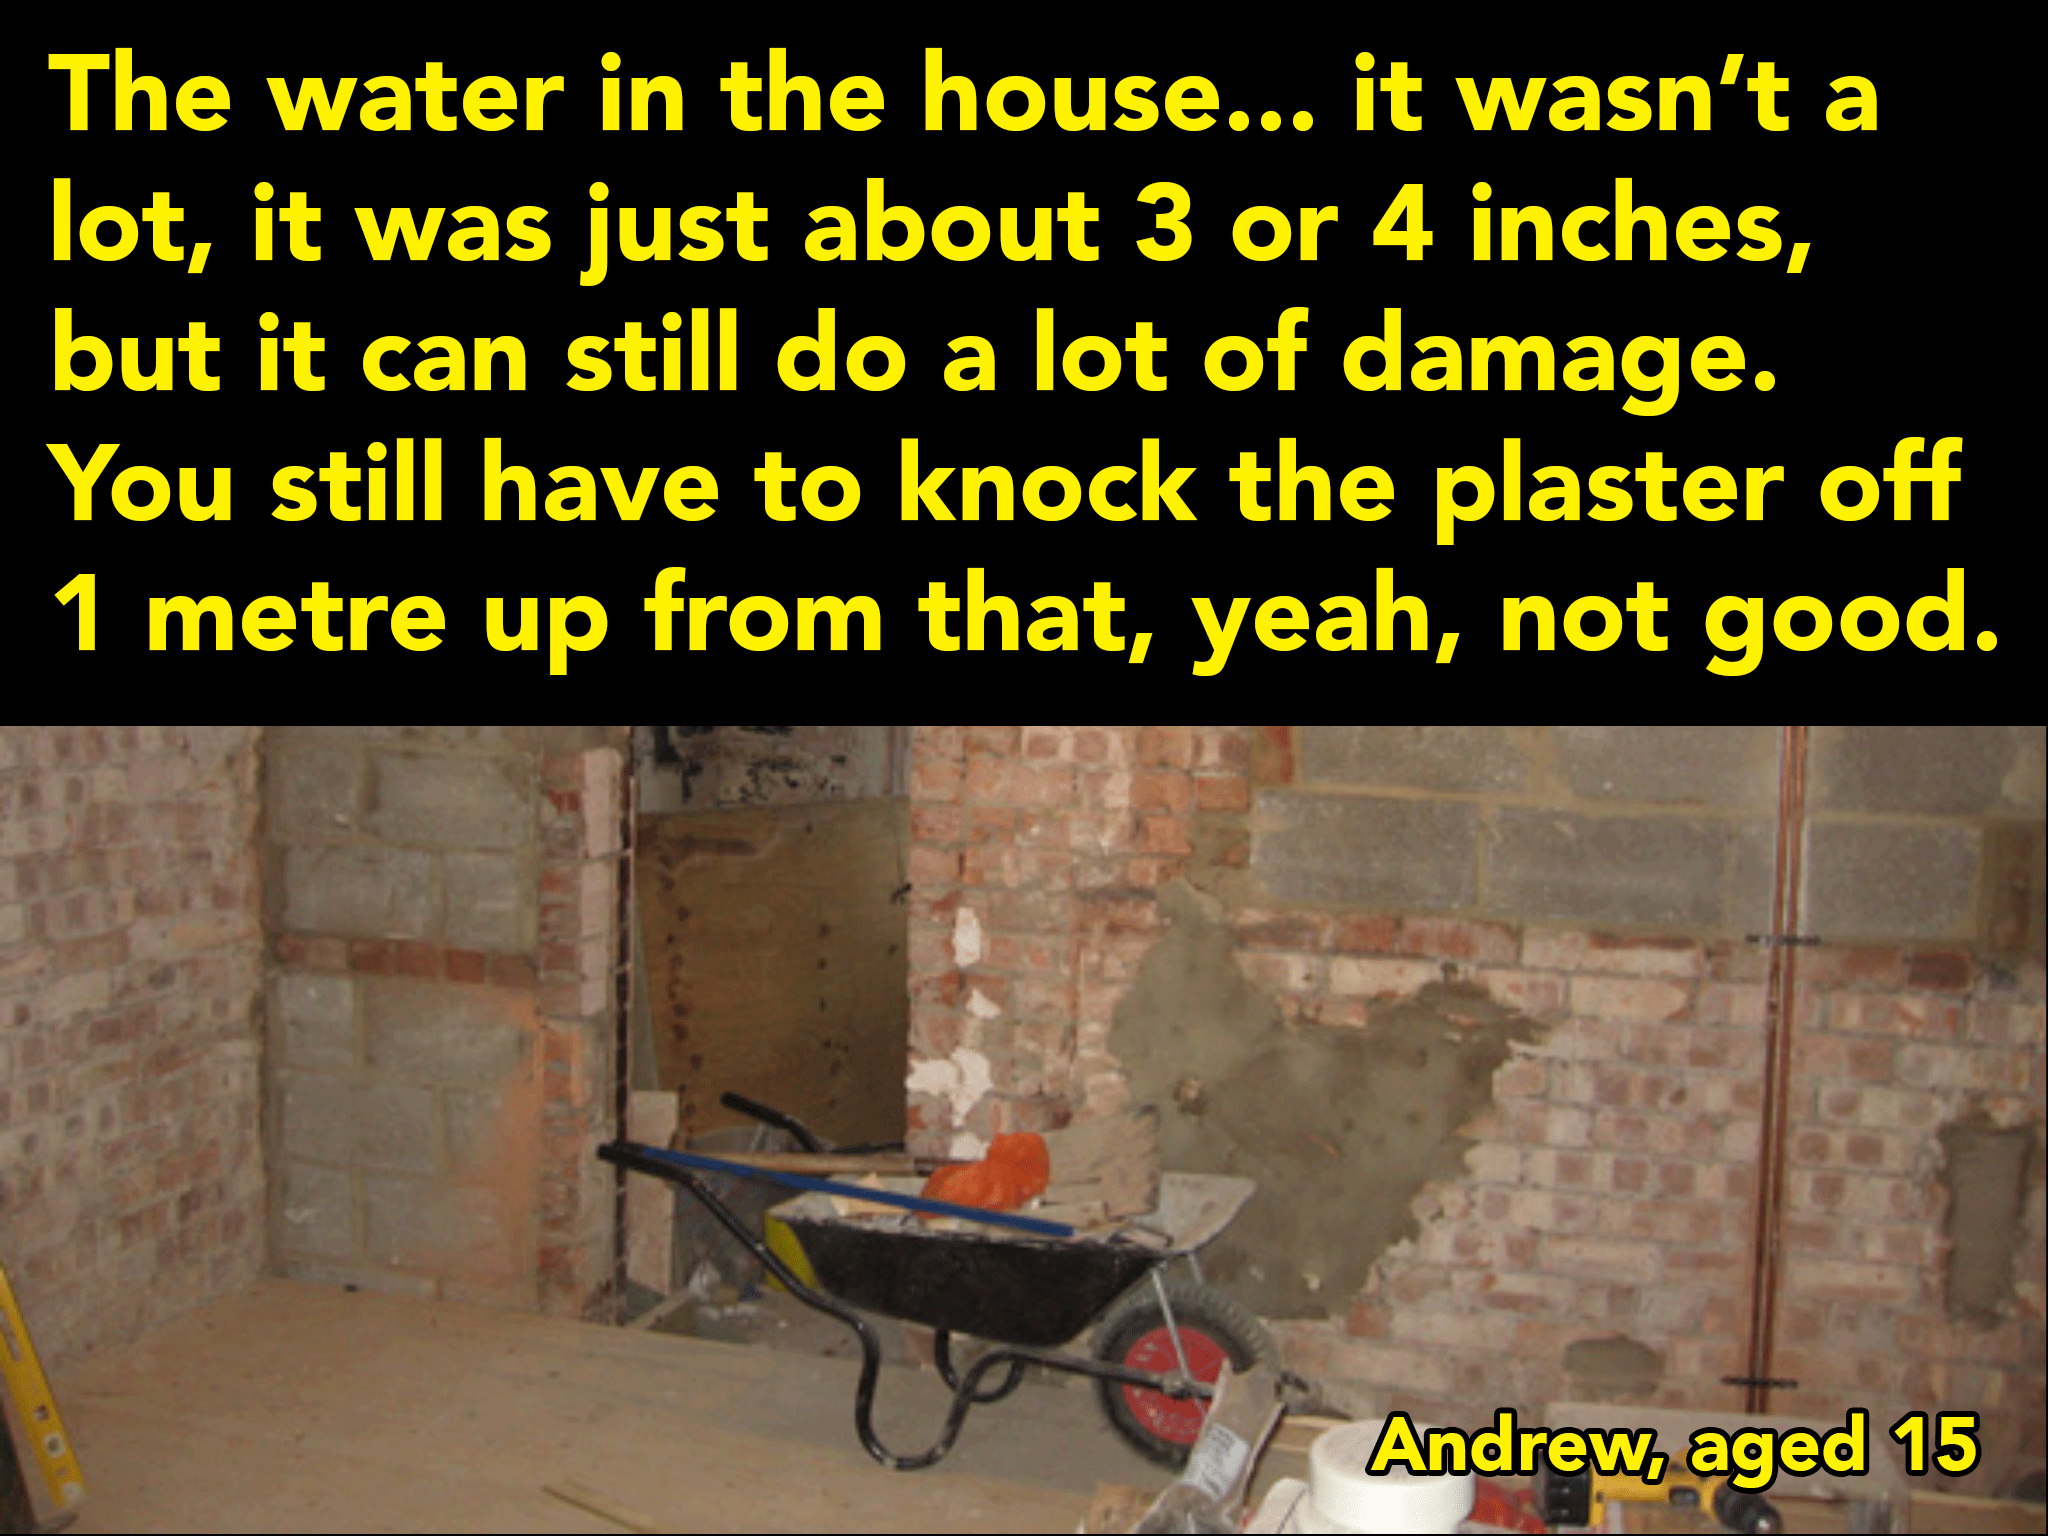 The water in the house... it wasn’t a
lot, it was just about 3 or 4 inches,
but it can still do a lot of damage.
You still have to knock the plaster off
1 metre up from that, yeah, not good.
Andrew, aged 15